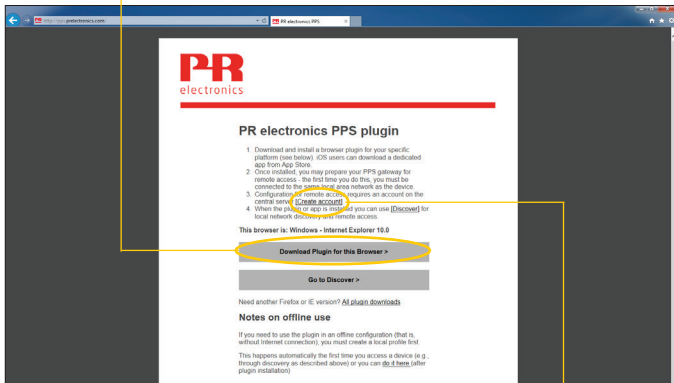 http://pps.prelectronics.com
PR electronics PPS
PR
electronics
PR electronics PPS plugin
1. Download and install a browser plugin for your specific
platform (see below). iOS users can download a dedicated
app from App Store.
2. Once installed, you may prepare your PPS gateway for
remote access - the first time you do this, you must be
connected to the same local area network as the device.
3. Configuration for remote access requires an account on the
central server [Create account]
4. When the plugin or app is installed you can use [Discover] for
local network discovery and remote access.
This browser is: Windows - Internet Explorer 10.0
Download Plugin for this Browser >
Go to Discover >
Need another Firefox or IE version? All plugin downloads
Notes on offline use
If you need to use the plugin in an offline configuration (that is,
without Internet connection), you must create a local profile first.
This happens automatically the first time you access a device (e.g.,
through discovery as described above) or you can do it here (after
plugin installation)